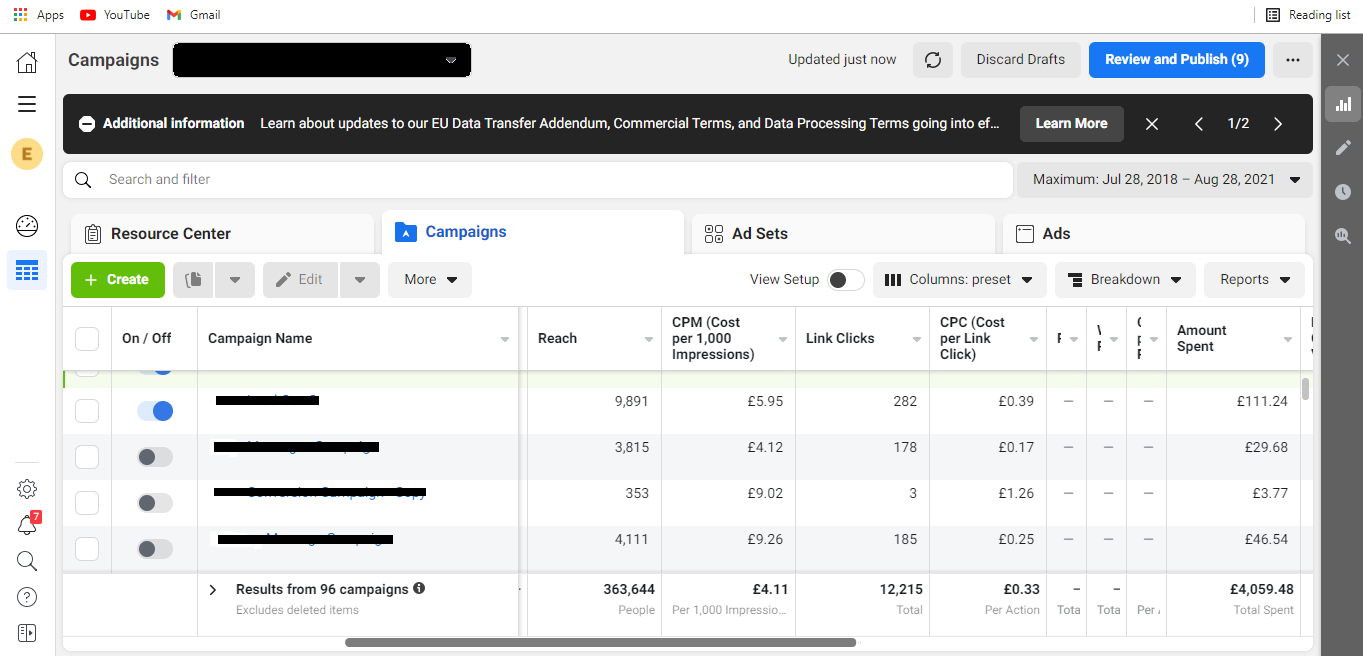 Apps YouTube Gmail Reading list
Campaigns Updated just now Discard Drafts Review and Publish (9)
Additional information Learn about updates to our EU Data Transfer Addendum, Commercial Terms, and Data Processing Terms going into ef... Learn More 1/2
E
Search and filter Maximum: Jul 28, 2018 – Aug 28, 2021
Resource Center Campaigns Ad Sets Ads
+ Create Edit More View Setup Columns: preset Breakdown Reports
On / Off Campaign Name Reach CPM (Cost per 1,000 Impressions) Link Clicks CPC (Cost per Link Click) Amount Spent
9,891 £5.95 282 £0.39 — — — £111.24
3,815 £4.12 178 £0.17 — — — £29.68
353 £9.02 3 £1.26 — — — £3.77
4,111 £9.26 185 £0.25 — — — £46.54
7
Results from 96 campaigns 363,644 £4.11 12,215 £0.33 – – £4,059.48
Excludes deleted items People Per 1,000 Impressio... Total Per Action Tota Tota Per Total Spent